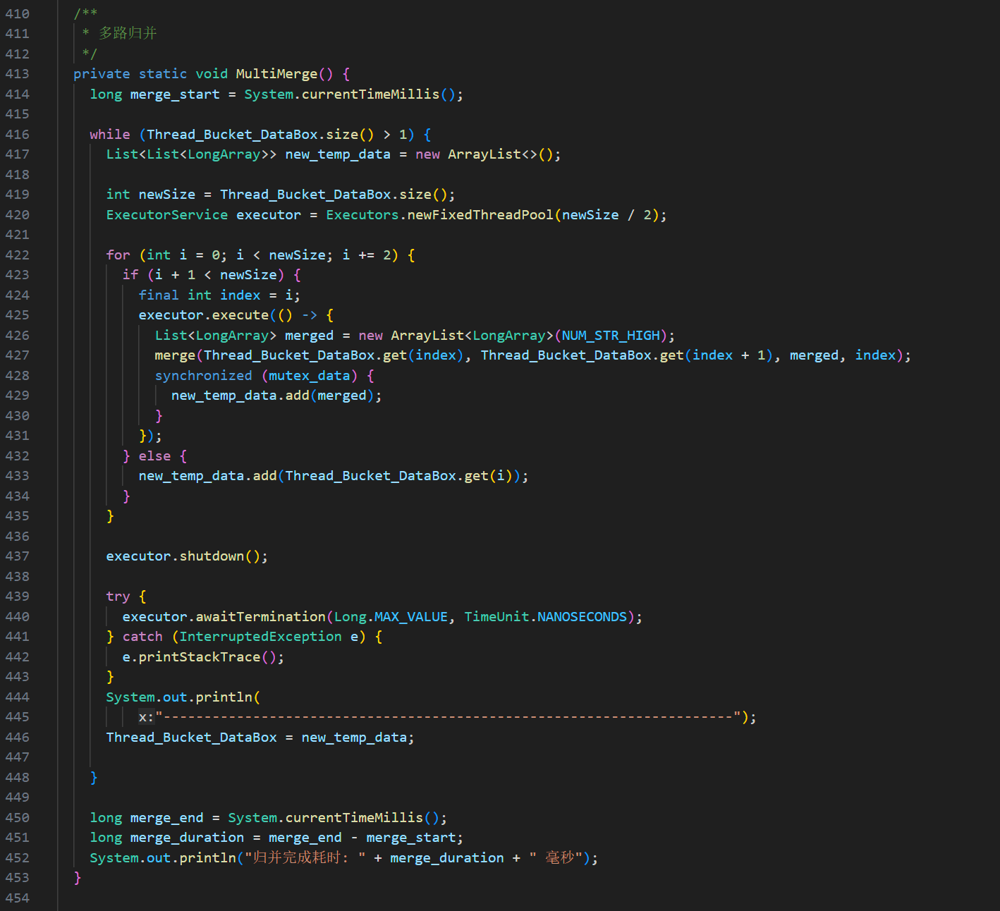 410 /**
411  * 多路归并
412  */
413 private static void MultiMerge() {
414   long merge_start = System.currentTimeMillis();
415
416   while (Thread_Bucket_DataBox.size() > 1) {
417     List<List<LongArray>> new_temp_data = new ArrayList<>();
418
419     int newSize = Thread_Bucket_DataBox.size();
420     ExecutorService executor = Executors.newFixedThreadPool(newSize / 2);
421
422     for (int i = 0; i < newSize; i += 2) {
423       if (i + 1 < newSize) {
424         final int index = i;
425         executor.execute(() -> {
426           List<LongArray> merged = new ArrayList<LongArray>(NUM_STR_HIGH);
427           merge(Thread_Bucket_DataBox.get(index), Thread_Bucket_DataBox.get(index + 1), merged, index);
428           synchronized (mutex_data) {
429             new_temp_data.add(merged);
430           }
431         });
432       } else {
433         new_temp_data.add(Thread_Bucket_DataBox.get(i));
434       }
435     }
436
437     executor.shutdown();
438
439     try {
440       executor.awaitTermination(Long.MAX_VALUE, TimeUnit.NANOSECONDS);
441     } catch (InterruptedException e) {
442       e.printStackTrace();
443     }
444     System.out.println(
445         x:"----------------------------------------------------------------------");
446     Thread_Bucket_DataBox = new_temp_data;
447
448   }
449
450   long merge_end = System.currentTimeMillis();
451   long merge_duration = merge_end - merge_start;
452   System.out.println("归并完成耗时: " + merge_duration + " 毫秒");
453 }
454